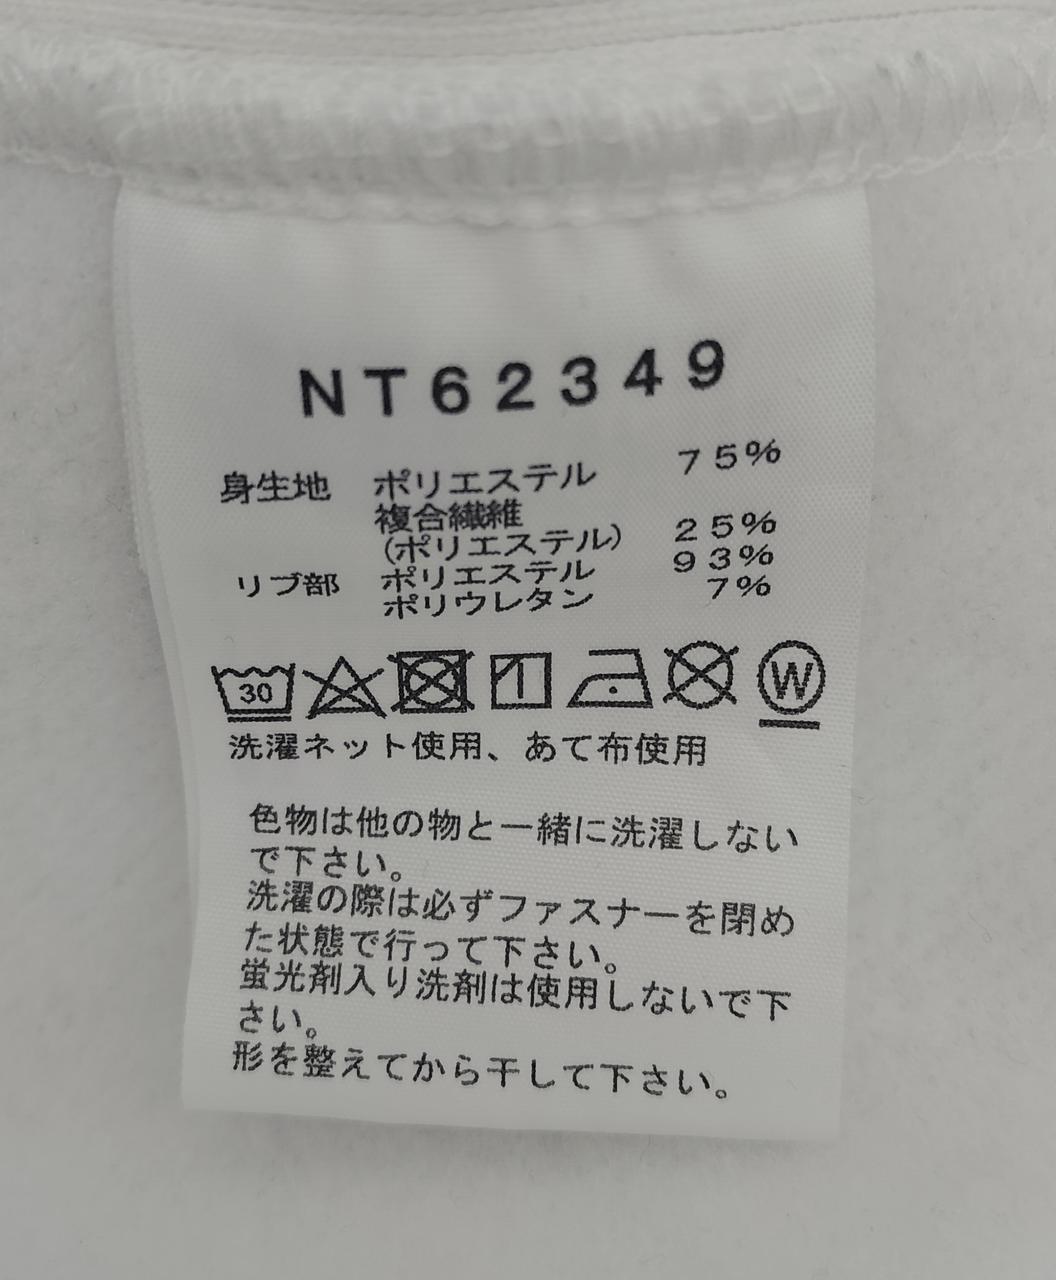 NT62349
身生地 ポリエステル 75%
複合繊維
(ポリエステル) 25%
リブ部 ポリエステル 93%
ポリウレタン 7%
30 W
洗濯ネット使用、あて布使用
色物は他の物と一緒に洗濯しない
で下さい。
洗濯の際は必ずファスナーを閉め
た状態で行って下さい。
蛍光剤入り洗剤は使用しないで下
さい。
形を整えてから干して下さい。